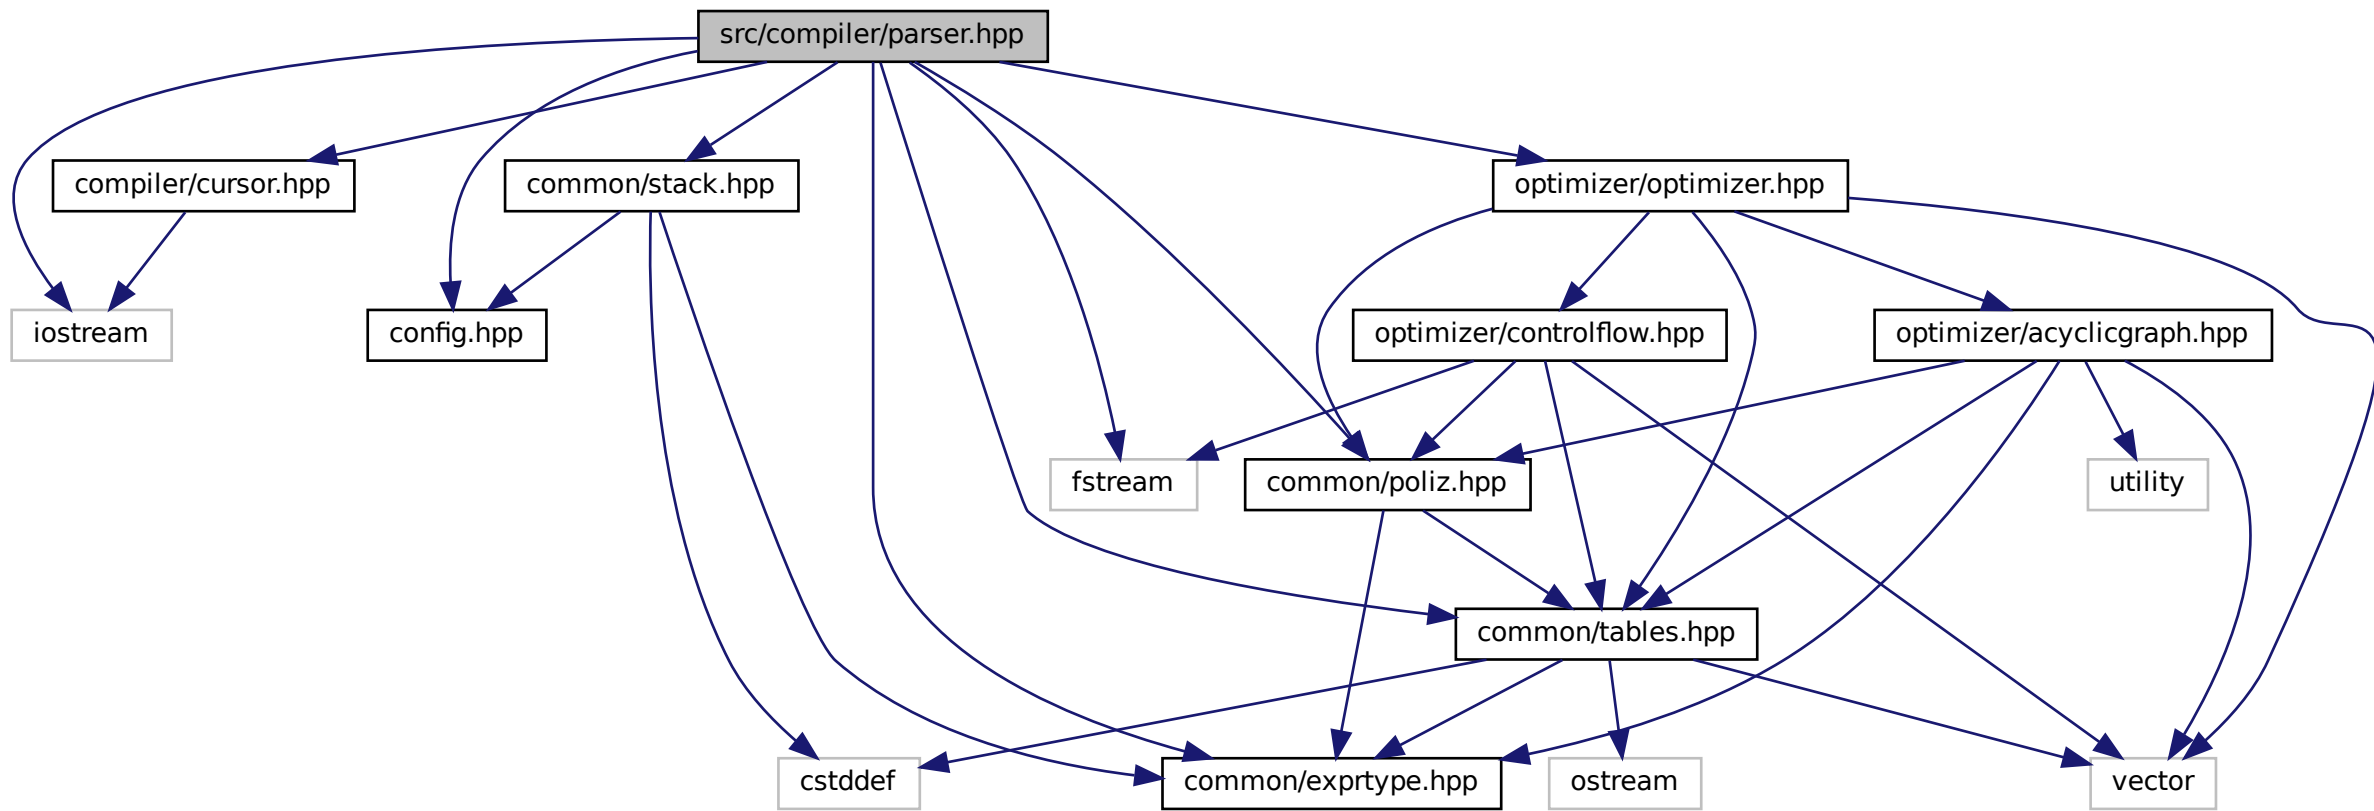 src/compiler/parser.hpp
compiler/cursor.hpp
common/stack.hpp
optimizer/optimizer.hpp
iostream
config.hpp
optimizer/controlflow.hpp
optimizer/acyclicgraph.hpp
fstream
common/poliz.hpp
utility
common/tables.hpp
cstddef
common/exprtype.hpp
ostream
vector